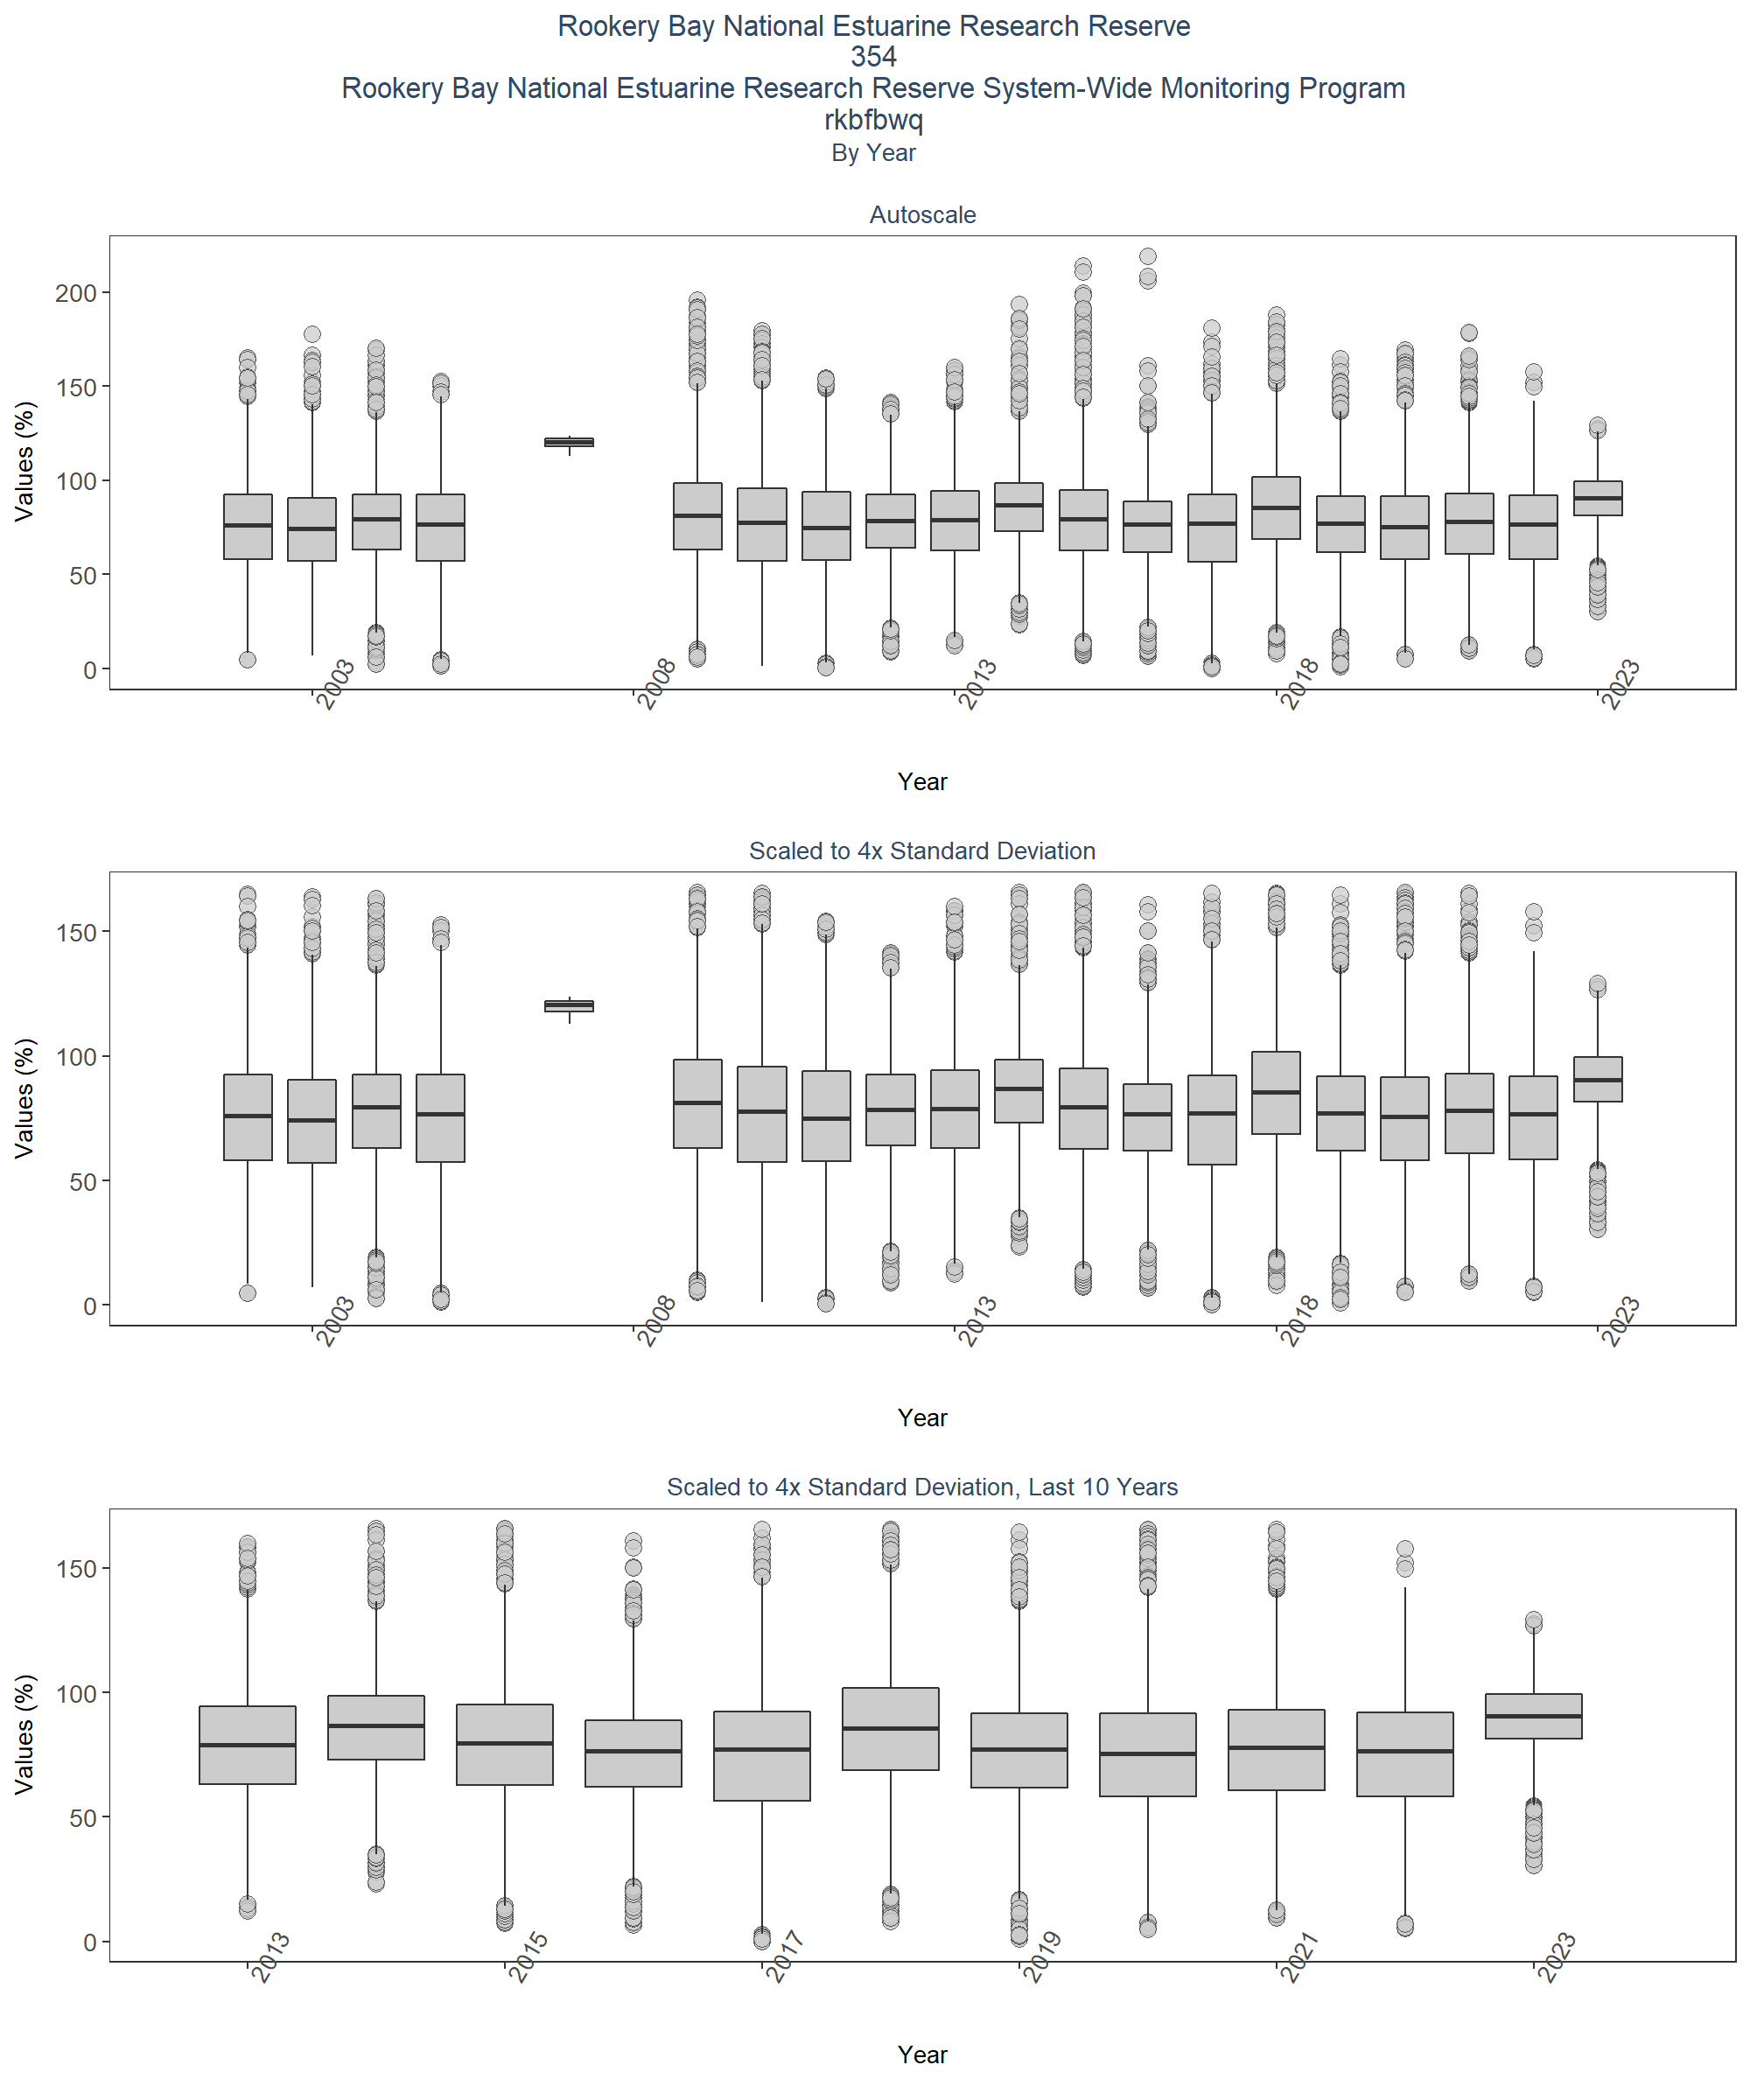 Rookery Bay National Estuarine Research Reserve
354
Rookery Bay National Estuarine Research Reserve System-Wide Monitoring Program
rkbfbwq
By Year
Autoscale
Values (%)
200
150
100
50
0
2003
2008
2013
2018
2023
Year
Scaled to 4x Standard Deviation
Values (%)
150
100
50
0
2003
2008
2013
2018
2023
Year
Scaled to 4x Standard Deviation, Last 10 Years
Values (%)
150
100
50
0
2013
2015
2017
2019
2021
2023
Year